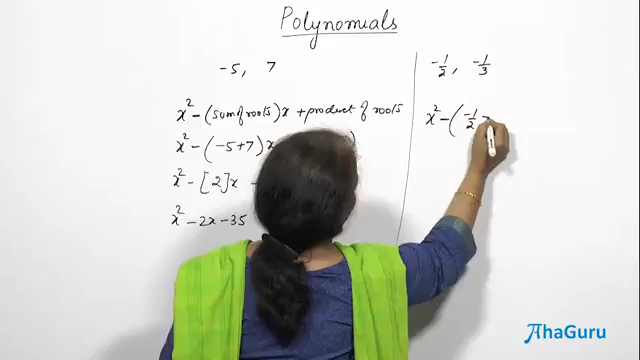 Polynomials
-5, 7
x² - (sum of roots)x + product of roots
x² - (-5+7)x
x² - [2]x
x² - 2x - 35
-1/2, -1/3
x² - (-1/2 -
AhaGuru